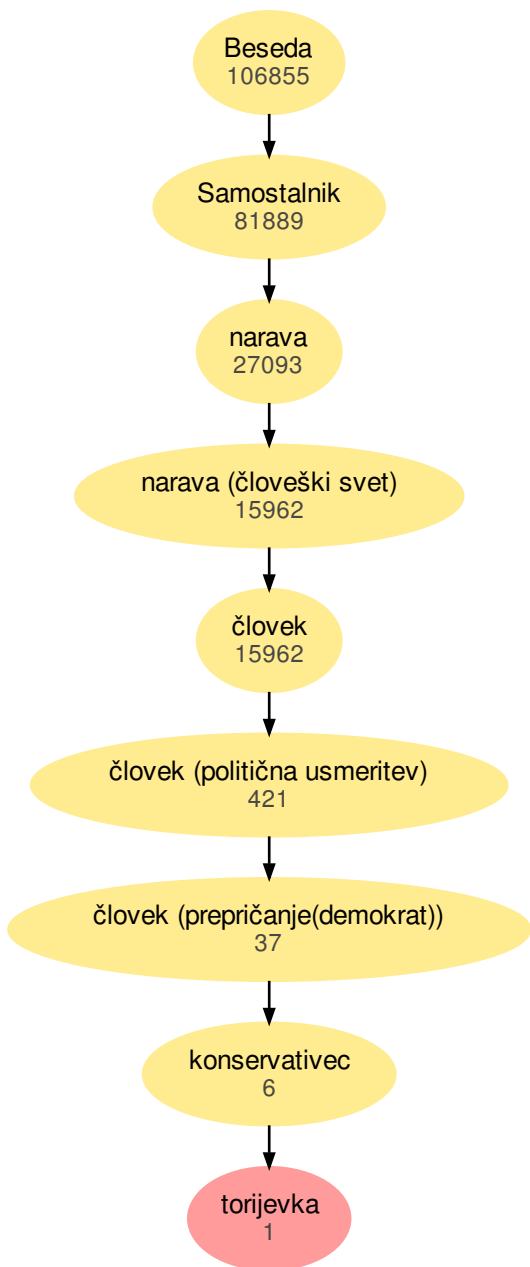 Beseda
106855
Samostalnik
81889
narava
27093
narava (človeški svet)
15962
človek
15962
človek (politična usmeritev)
421
človek (prepričanje(demokrat))
37
konservativec
6
torijevka
1